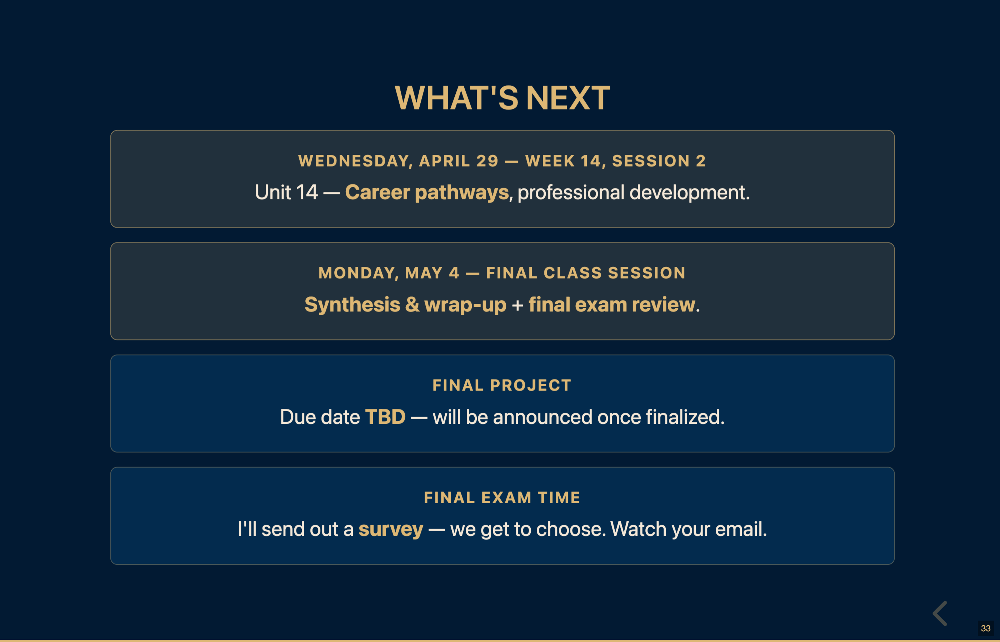 WHAT'S NEXT
WEDNESDAY, APRIL 29 — WEEK 14, SESSION 2
Unit 14 — Career pathways, professional development.
MONDAY, MAY 4 — FINAL CLASS SESSION
Synthesis & wrap-up + final exam review.
FINAL PROJECT
Due date TBD — will be announced once finalized.
FINAL EXAM TIME
I'll send out a survey — we get to choose. Watch your email.
33